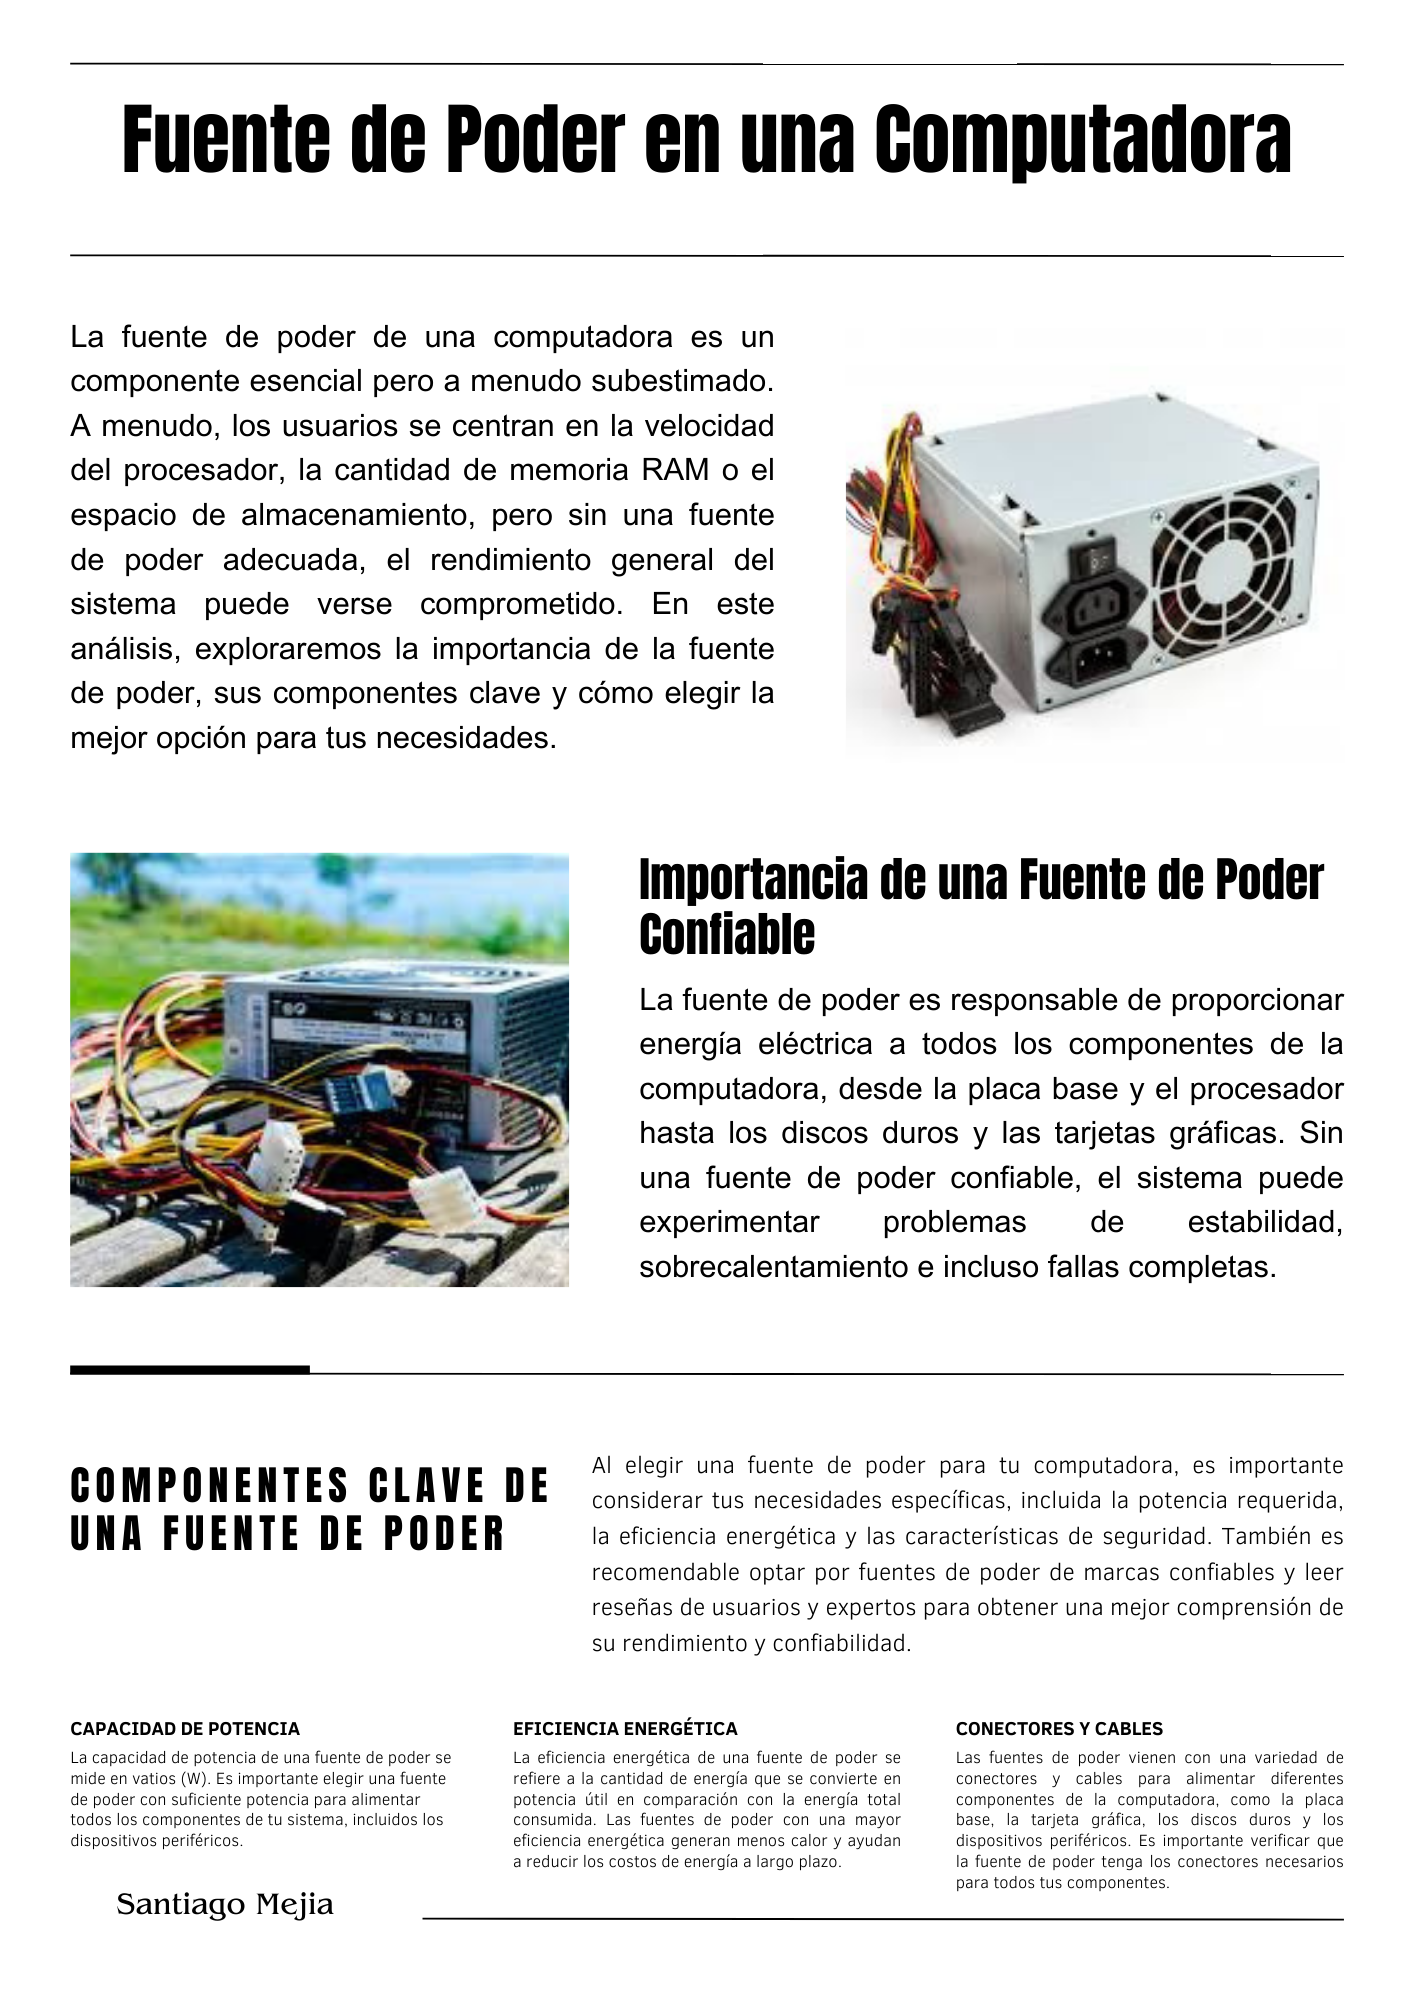 Fuente de Poder en una Computadora
La fuente de poder de una computadora es un
componente esencial pero a menudo subestimado.
A menudo, los usuarios se centran en la velocidad
del procesador, la cantidad de memoria RAM o el
espacio de almacenamiento, pero sin una fuente
de poder adecuada, el rendimiento general del
sistema puede verse comprometido. En este
análisis, exploraremos la importancia de la fuente
de poder, sus componentes clave y cómo elegir la
mejor opción para tus necesidades.
Importancia de una Fuente de Poder
Confiable
La fuente de poder es responsable de proporcionar
energía eléctrica a todos los componentes de la
computadora, desde la placa base y el procesador
hasta los discos duros y las tarjetas gráficas. Sin
una fuente de poder confiable, el sistema puede
experimentar problemas de estabilidad,
sobrecalentamiento e incluso fallas completas.
COMPONENTES CLAVE DE
UNA FUENTE DE PODER
Al elegir una fuente de poder para tu computadora, es importante
considerar tus necesidades específicas, incluida la potencia requerida,
la eficiencia energética y las características de seguridad. También es
recomendable optar por fuentes de poder de marcas confiables y leer
reseñas de usuarios y expertos para obtener una mejor comprensión de
su rendimiento y confiabilidad.
CAPACIDAD DE POTENCIA
La capacidad de potencia de una fuente de poder se
mide en vatios (W). Es importante elegir una fuente
de poder con suficiente potencia para alimentar
todos los componentes de tu sistema, incluidos los
dispositivos periféricos.
EFICIENCIA ENERGÉTICA
La eficiencia energética de una fuente de poder se
refiere a la cantidad de energía que se convierte en
potencia útil en comparación con la energía total
consumida. Las fuentes de poder con una mayor
eficiencia energética generan menos calor y ayudan
a reducir los costos de energía a largo plazo.
CONECTORES Y CABLES
Las fuentes de poder vienen con una variedad de
conectores y cables para alimentar diferentes
componentes de la computadora, como la placa
base, la tarjeta gráfica, los discos duros y los
dispositivos periféricos. Es importante verificar que
la fuente de poder tenga los conectores necesarios
para todos tus componentes.
Santiago Mejia